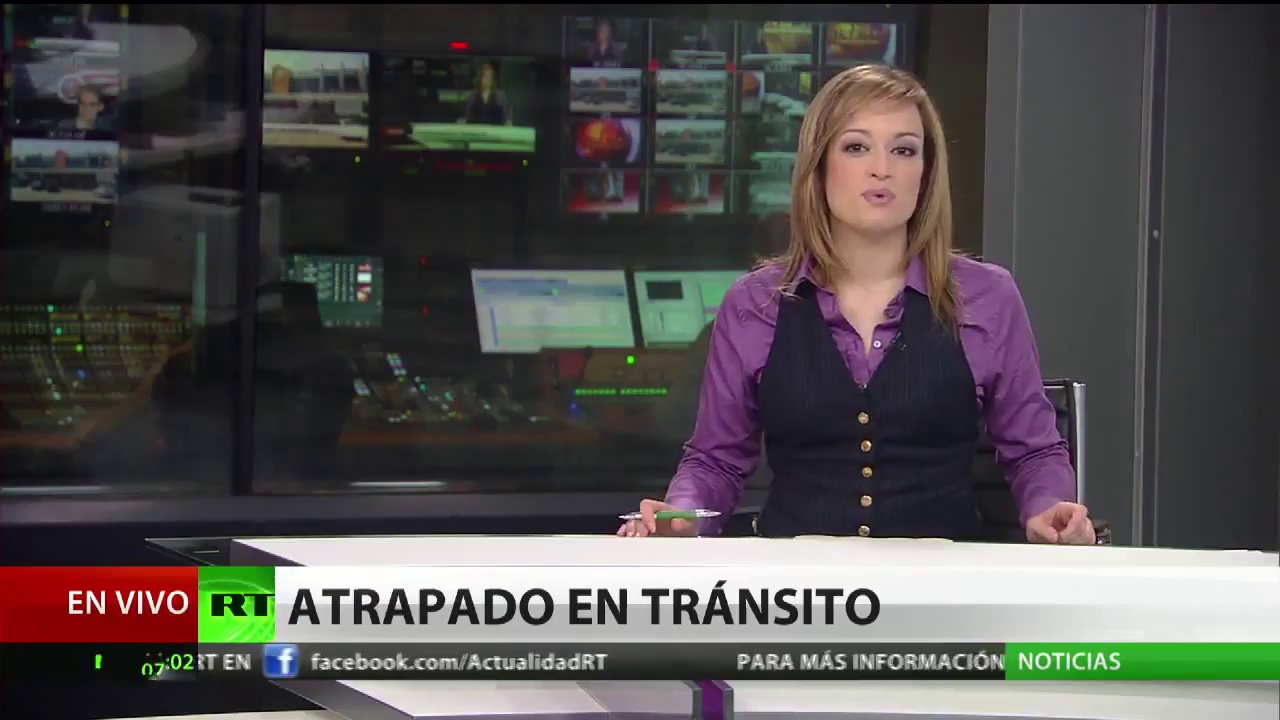 EN VIVO
RT
ATRAPADO EN TRÁNSITO
07:02
RT EN
facebook.com/ActualidadRT
PARA MÁS INFORMACIÓN
NOTICIAS